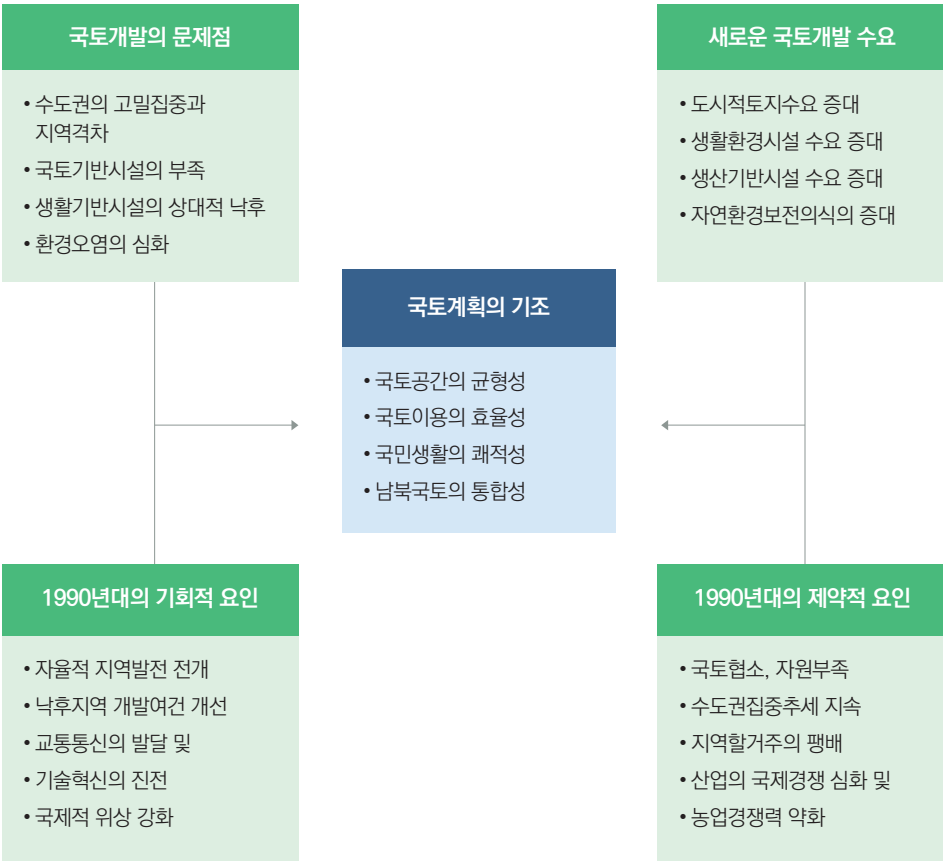 국토개발의 문제점
• 수도권의 고밀집중과
지역격차
• 국토기반시설의 부족
• 생활기반시설의 상대적 낙후
• 환경오염의 심화
새로운 국토개발 수요
• 도시적토지수요 증대
• 생활환경시설 수요 증대
• 생산기반시설 수요 증대
• 자연환경보전의식의 증대
국토계획의 기조
• 국토공간의 균형성
• 국토이용의 효율성
• 국민생활의 쾌적성
• 남북국토의 통합성
1990년대의 기회적 요인
• 자율적 지역발전 전개
• 낙후지역 개발여건 개선
• 교통통신의 발달 및
• 기술혁신의 진전
• 국제적 위상 강화
1990년대의 제약적 요인
• 국토협소, 자원부족
• 수도권집중추세 지속
• 지역할거주의 팽배
• 산업의 국제경쟁 심화 및
• 농업경쟁력 약화